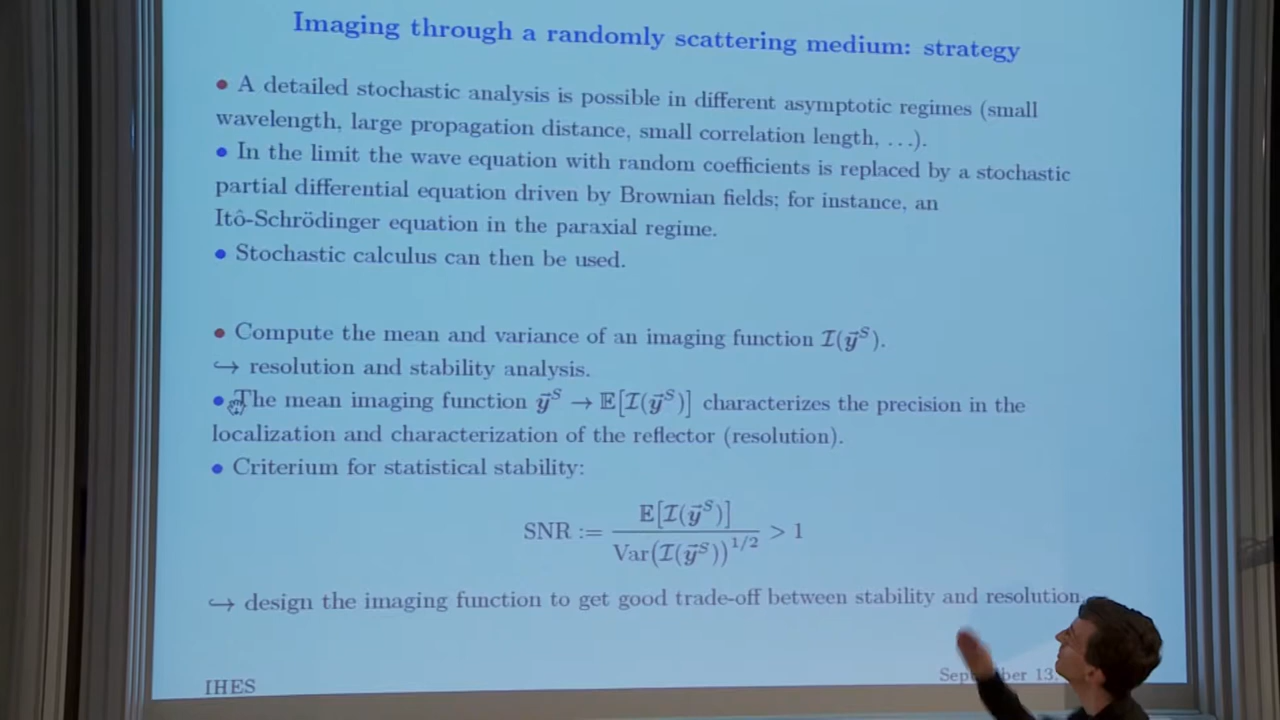 Imaging through a randomly scattering medium: strategy
• A detailed stochastic analysis is possible in different asymptotic regimes (small
wavelength, large propagation distance, small correlation length, ...).
• In the limit the wave equation with random coefficients is replaced by a stochastic
partial differential equation driven by Brownian fields; for instance, an
Itô-Schrödinger equation in the paraxial regime.
• Stochastic calculus can then be used.
• Compute the mean and variance of an imaging function 𝓘(y⃗^S).
↪ resolution and stability analysis.
• The mean imaging function y⃗^S → 𝔼[𝓘(y⃗^S)] characterizes the precision in the
localization and characterization of the reflector (resolution).
• Criterium for statistical stability:
SNR := 𝔼[𝓘(y⃗^S)] / Var(𝓘(y⃗^S))^1/2 > 1
↪ design the imaging function to get good trade-off between stability and resolution.
IHES
13,